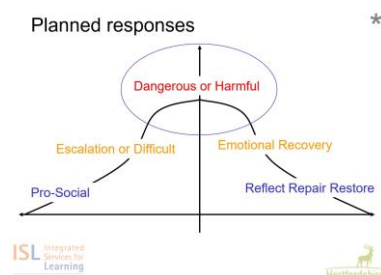 Planned responses
*
Dangerous or Harmful
Escalation or Difficult
Emotional Recovery
Pro-Social
Reflect Repair Restore
ISL Integrated
Services for
Learning
Hertfordshire